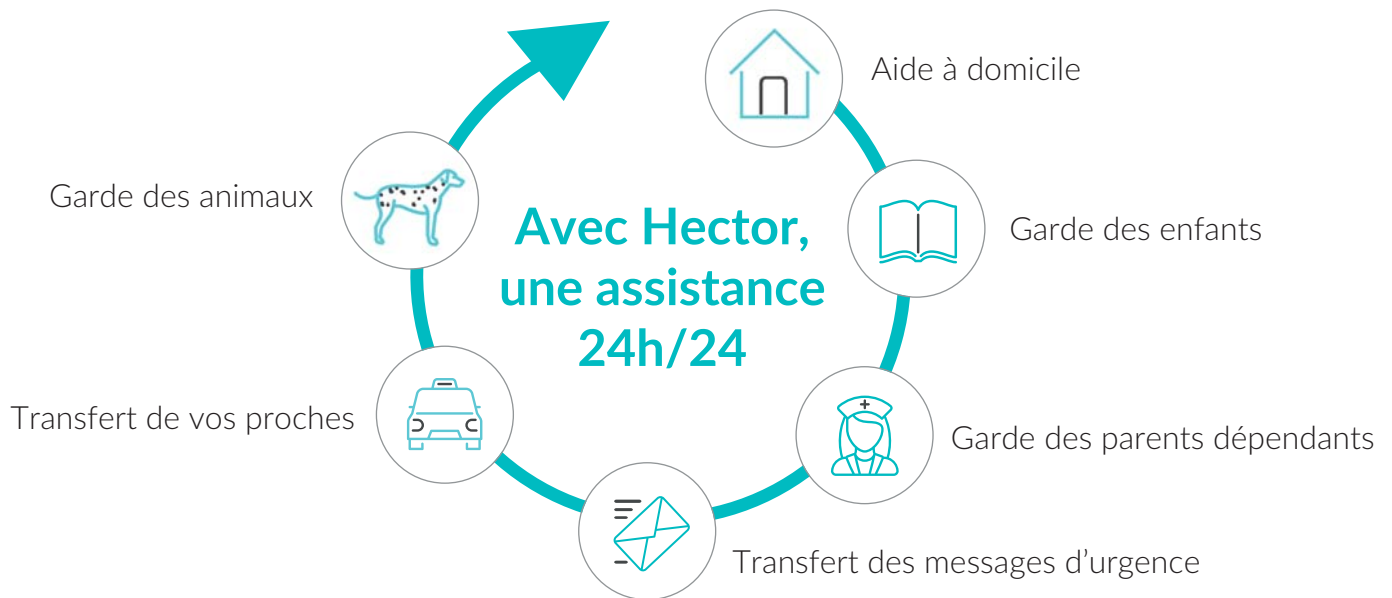 Avec Hector,
une assistance
24h/24
Aide à domicile
Garde des enfants
Garde des parents dépendants
Transfert des messages d’urgence
Transfert de vos proches
Garde des animaux